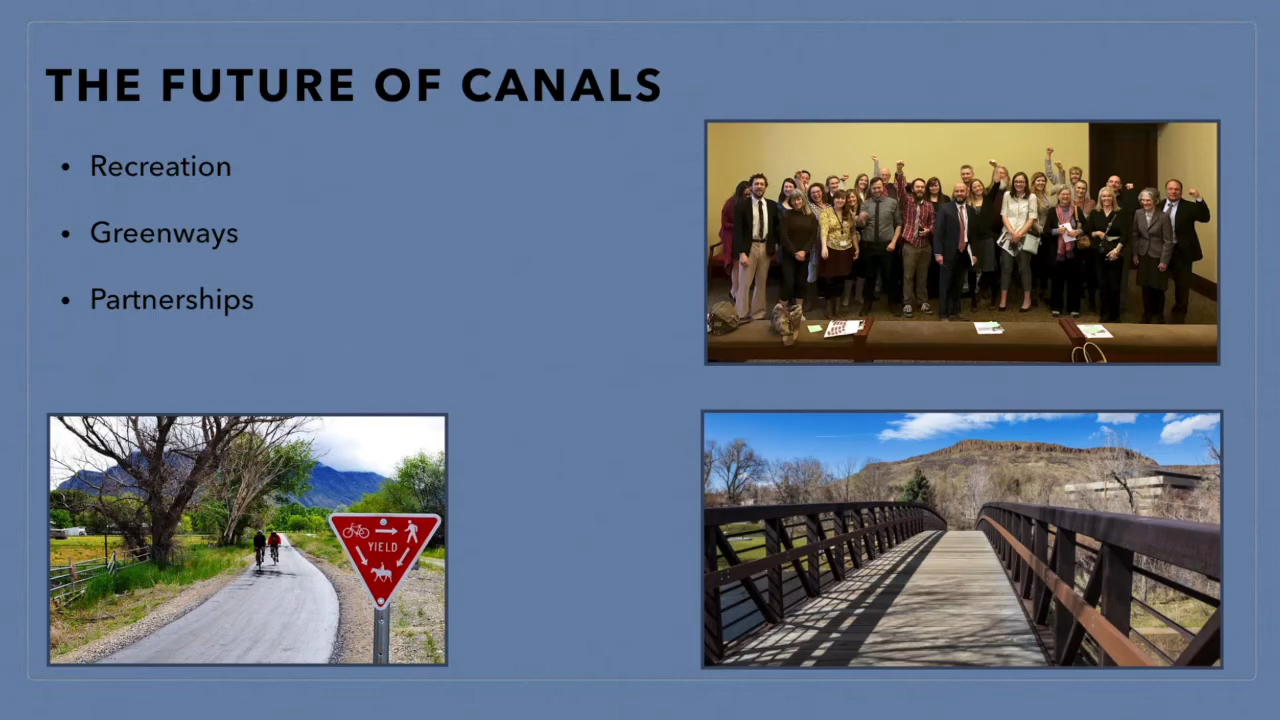 THE FUTURE OF CANALS
• Recreation
• Greenways
• Partnerships
YIELD